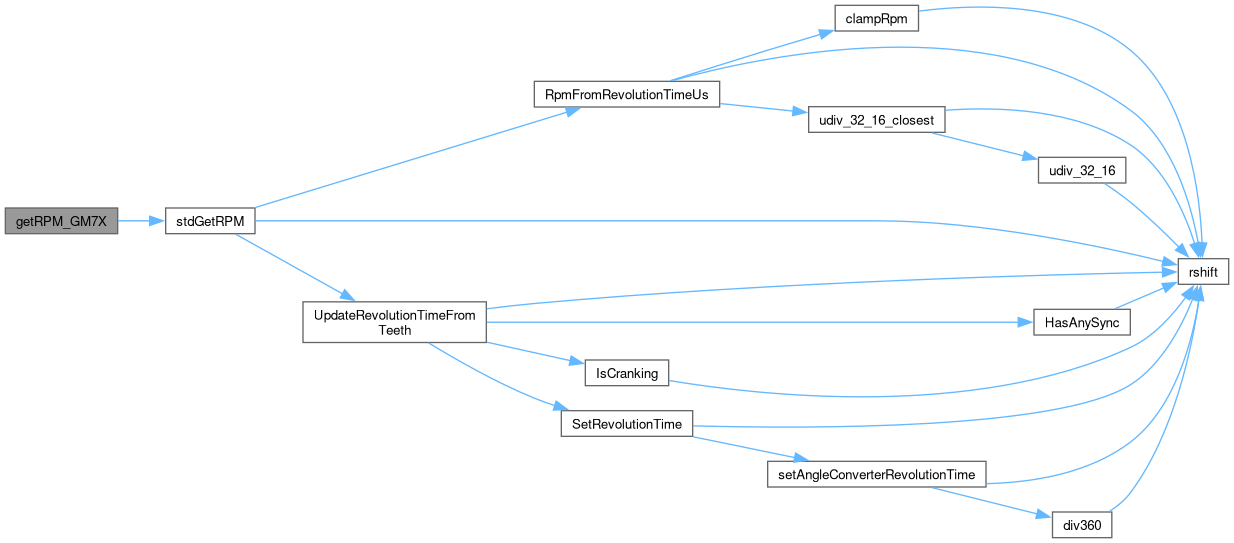 getRPM_GM7X
stdGetRPM
RpmFromRevolutionTimeUs
clampRpm
udiv_32_16_closest
udiv_32_16
rshift
UpdateRevolutionTimeFrom
Teeth
HasAnySync
IsCranking
SetRevolutionTime
setAngleConverterRevolutionTime
div360